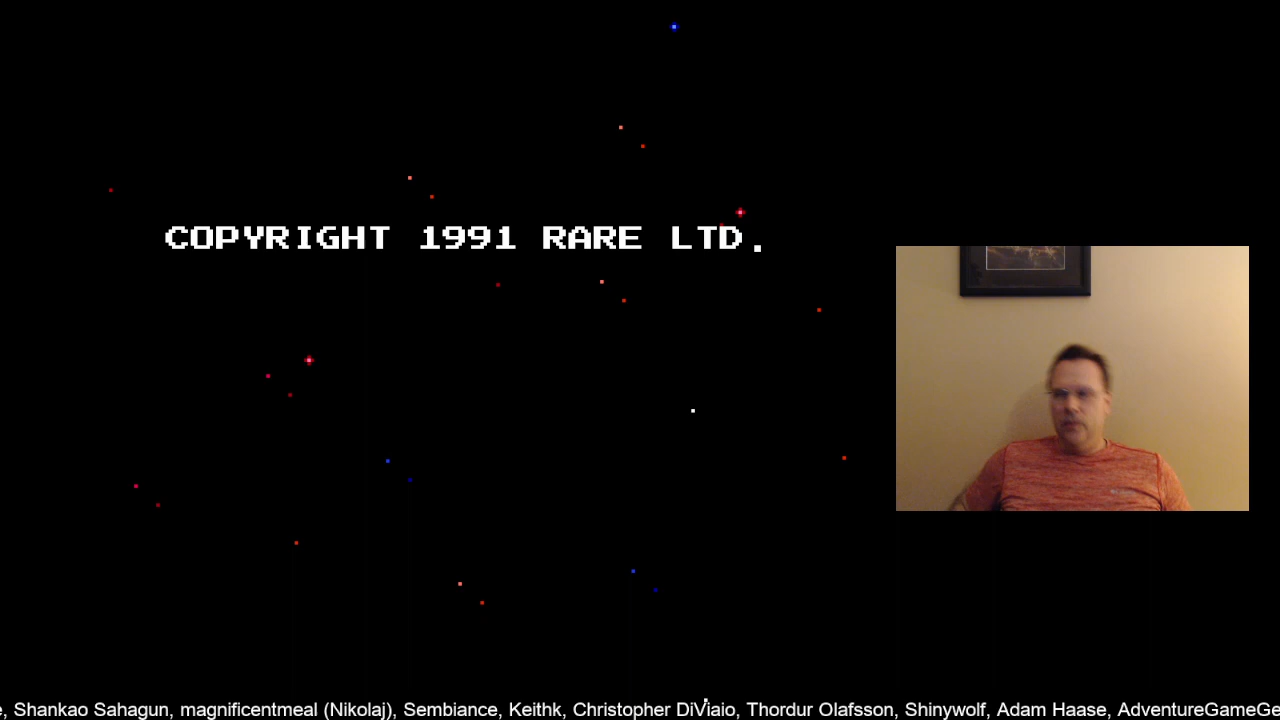 COPYRIGHT 1991 RARE LTD.
e, Shankao Sahagun, magnificentmeal (Nikolaj), Sembiance, Keithk, Christopher DiViaio, Thordur Olafsson, Shinywolf, Adam Haase, AdventureGameGe